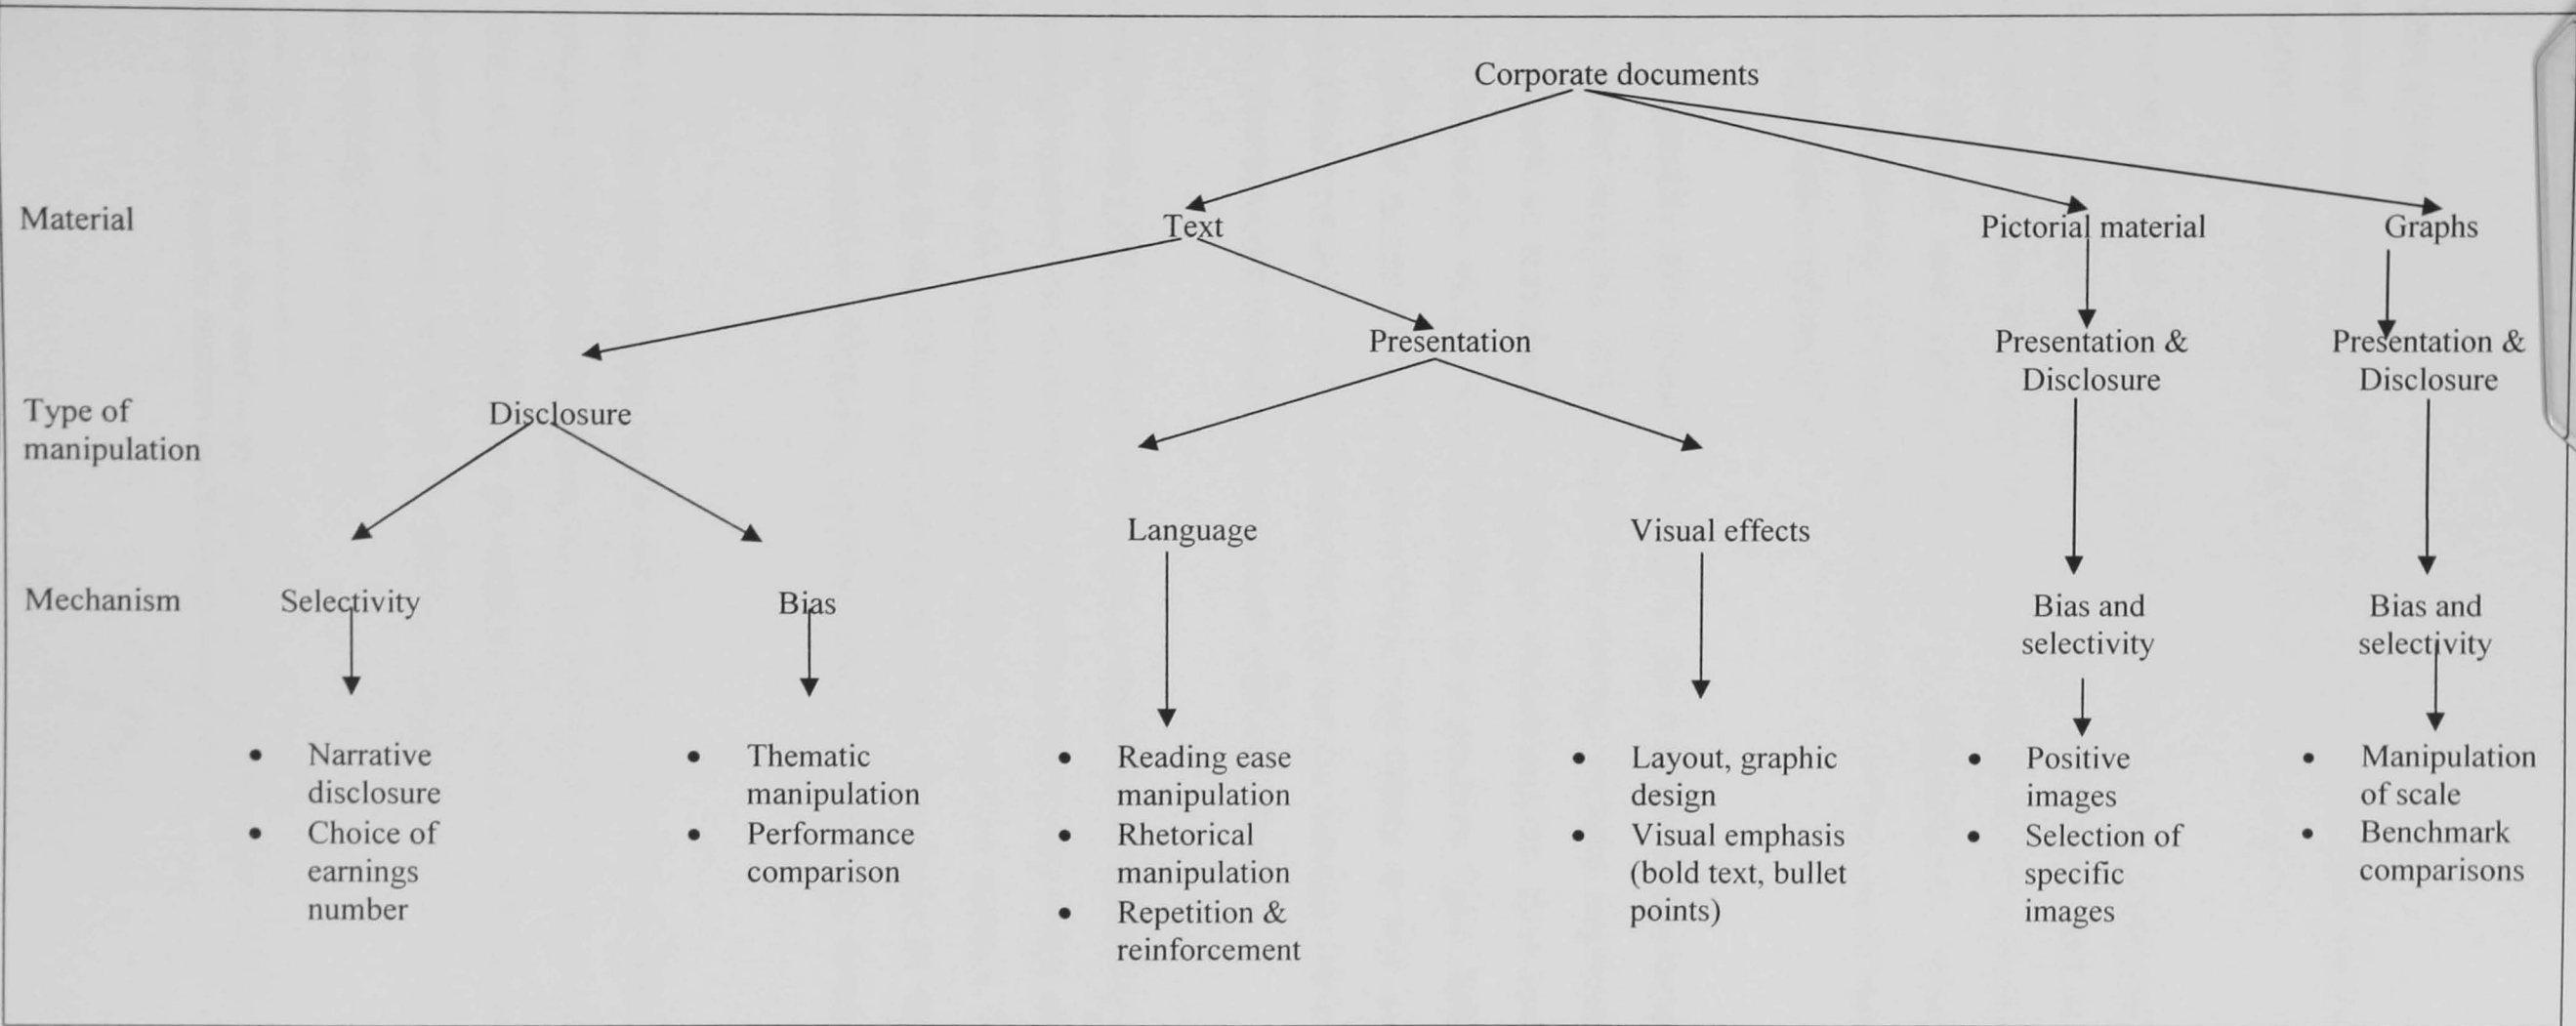 Corporate documents
Material
Text
Pictorial material
Graphs
Presentation
Presentation &
Disclosure
Presentation &
Disclosure
Type of
manipulation
Disclosure
Language
Visual effects
Mechanism
Selectivity
Bias
Bias and
selectivity
Bias and
selectivity
• Narrative
disclosure
• Choice of
earnings
number
• Thematic
manipulation
• Performance
comparison
• Reading ease
manipulation
• Rhetorical
manipulation
• Repetition &
reinforcement
• Layout, graphic
design
• Visual emphasis
(bold text, bullet
points)
• Positive
images
• Selection of
specific
images
• Manipulation
of scale
• Benchmark
comparisons